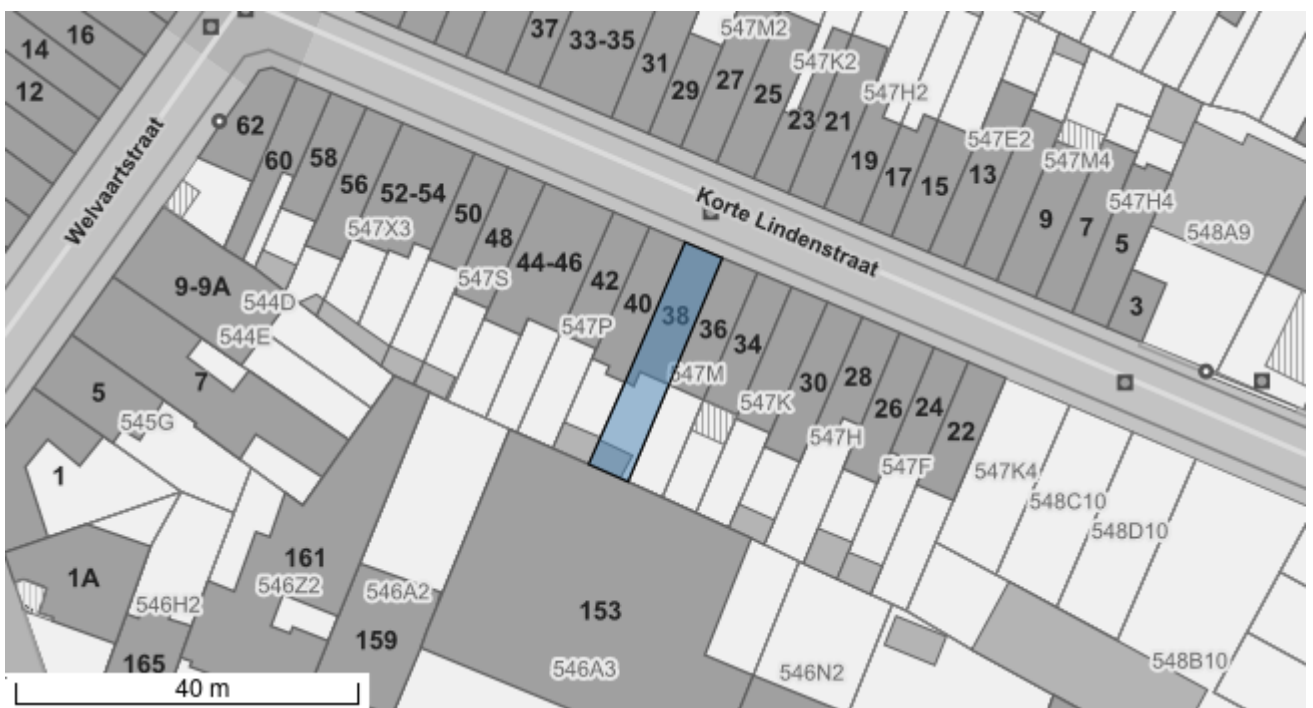 16
14
12
37
33-35
31
29
27
25
23
21
19
17
15
13
9
7
5
3
547M2
547K2
547H2
547E2
547M4
547H4
548A9
Welvaartstraat
Korte Lindenstraat
62
60
58
56
52-54
50
48
44-46
42
40
38
36
34
30
28
26
24
22
547X3
547S
547P
547M
547K
547H
547F
547K4
548C10
548D10
548B10
9-9A
544D
544E
7
5
545G
1
1A
546H2
165
161
546Z2
546A2
159
153
546A3
546N2
40 m